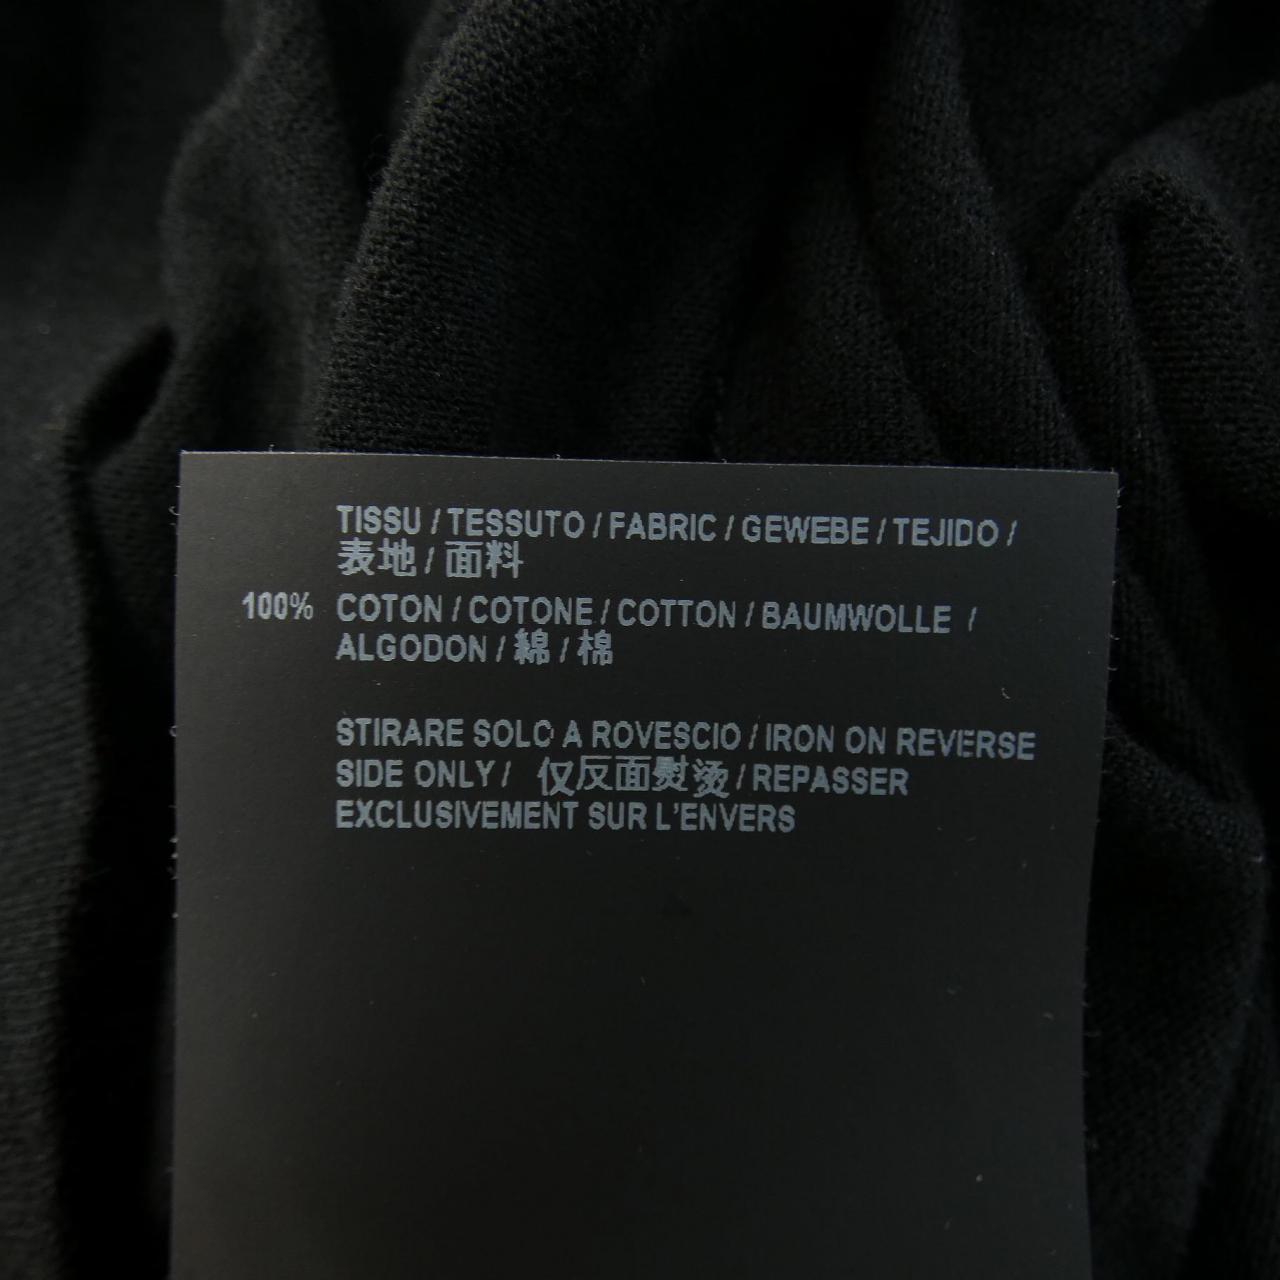 TISSU / TESSUTO / FABRIC / GEWEBE / TEJIDO /
表地 / 面料
100% COTON / COTONE / COTTON / BAUMWOLLE /
ALGODON / 綿 / 棉
STIRARE SOLO A ROVESCIO / IRON ON REVERSE
SIDE ONLY / 仅反面熨烫 / REPASSER
EXCLUSIVEMENT SUR L'ENVERS